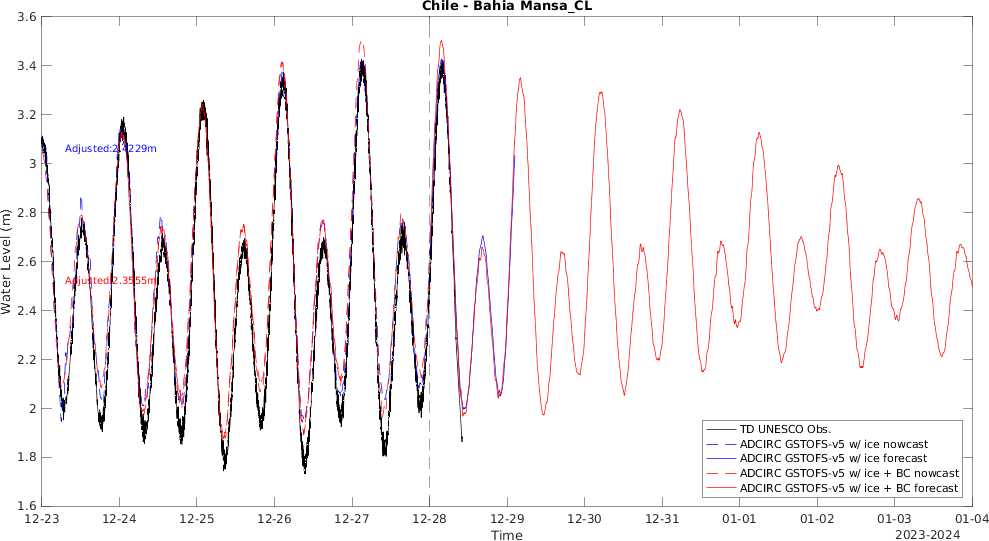 Chile - Bahia Mansa_CL
3.6
3.4
3.2
3
2.8
2.6
2.4
2.2
2
1.8
1.6
Water Level (m)
Adjusted:2.4229m
Adjusted:2.3555m
TD UNESCO Obs.
ADCIRC GSTOFS-v5 w/ ice nowcast
ADCIRC GSTOFS-v5 w/ ice forecast
ADCIRC GSTOFS-v5 w/ ice + BC nowcast
ADCIRC GSTOFS-v5 w/ ice + BC forecast
12-23 12-24 12-25 12-26 12-27 12-28 12-29 12-30 12-31 01-01 01-02 01-03 01-04
Time
2023-2024